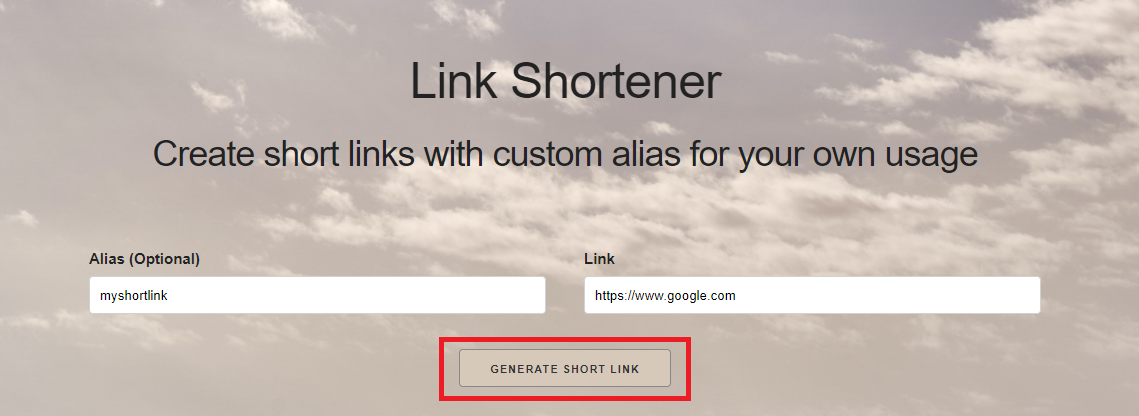 Link Shortener
Create short links with custom alias for your own usage
Alias (Optional)
Link
myshortlink
https://www.google.com
GENERATE SHORT LINK